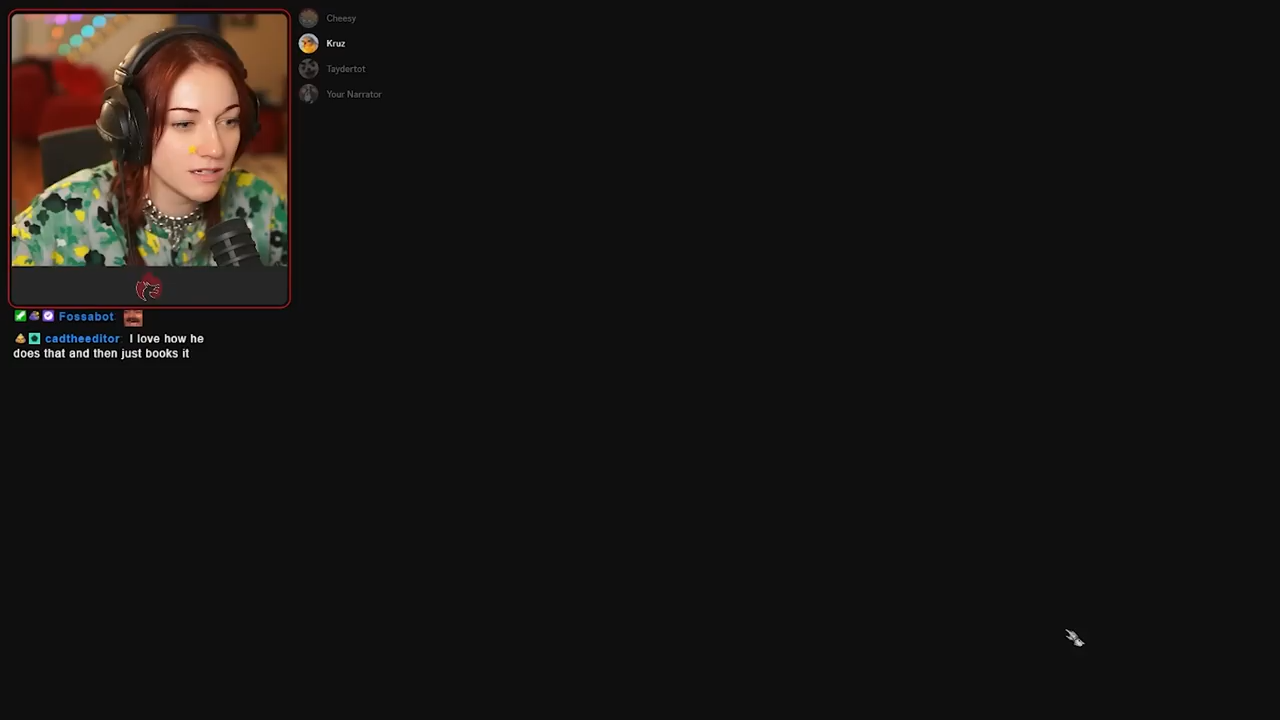 Cheesy
Kruz
Taydertot
Your Narrator
Fossabot:
cadtheeditor: I love how he
does that and then just books it